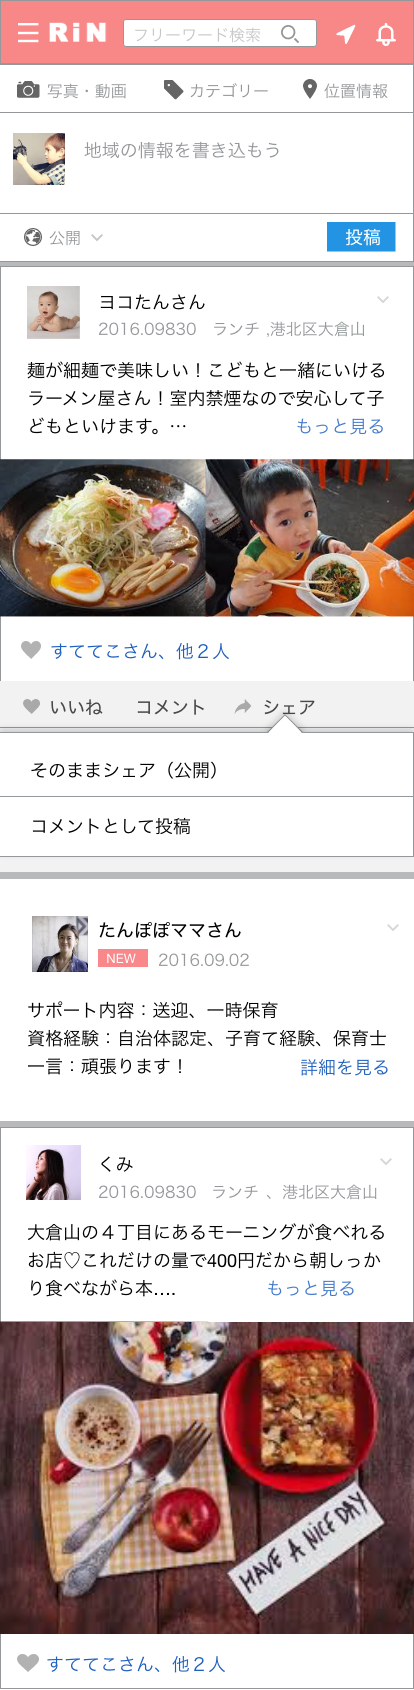 RiN フリーワード検索
写真・動画 カテゴリー 位置情報
地域の情報を書き込もう
公開 投稿
ヨコたんさん
2016.09830 ランチ ,港北区大倉山
麺が細麺で美味しい！こどもと一緒にいける
ラーメン屋さん！室内禁煙なので安心して子
どもといけます。… もっと見る
すててこさん、他２人
いいね コメント シェア
そのままシェア（公開）
コメントとして投稿
たんぽぽママさん
NEW 2016.09.02
サポート内容：送迎、一時保育
資格経験：自治体認定、子育て経験、保育士
一言：頑張ります！ 詳細を見る
くみ
2016.09830 ランチ 、港北区大倉山
大倉山の４丁目にあるモーニングが食べれる
お店♡これだけの量で400円だから朝しっか
り食べながら本.... もっと見る
HAVE A NICE DAY
すててこさん、他２人